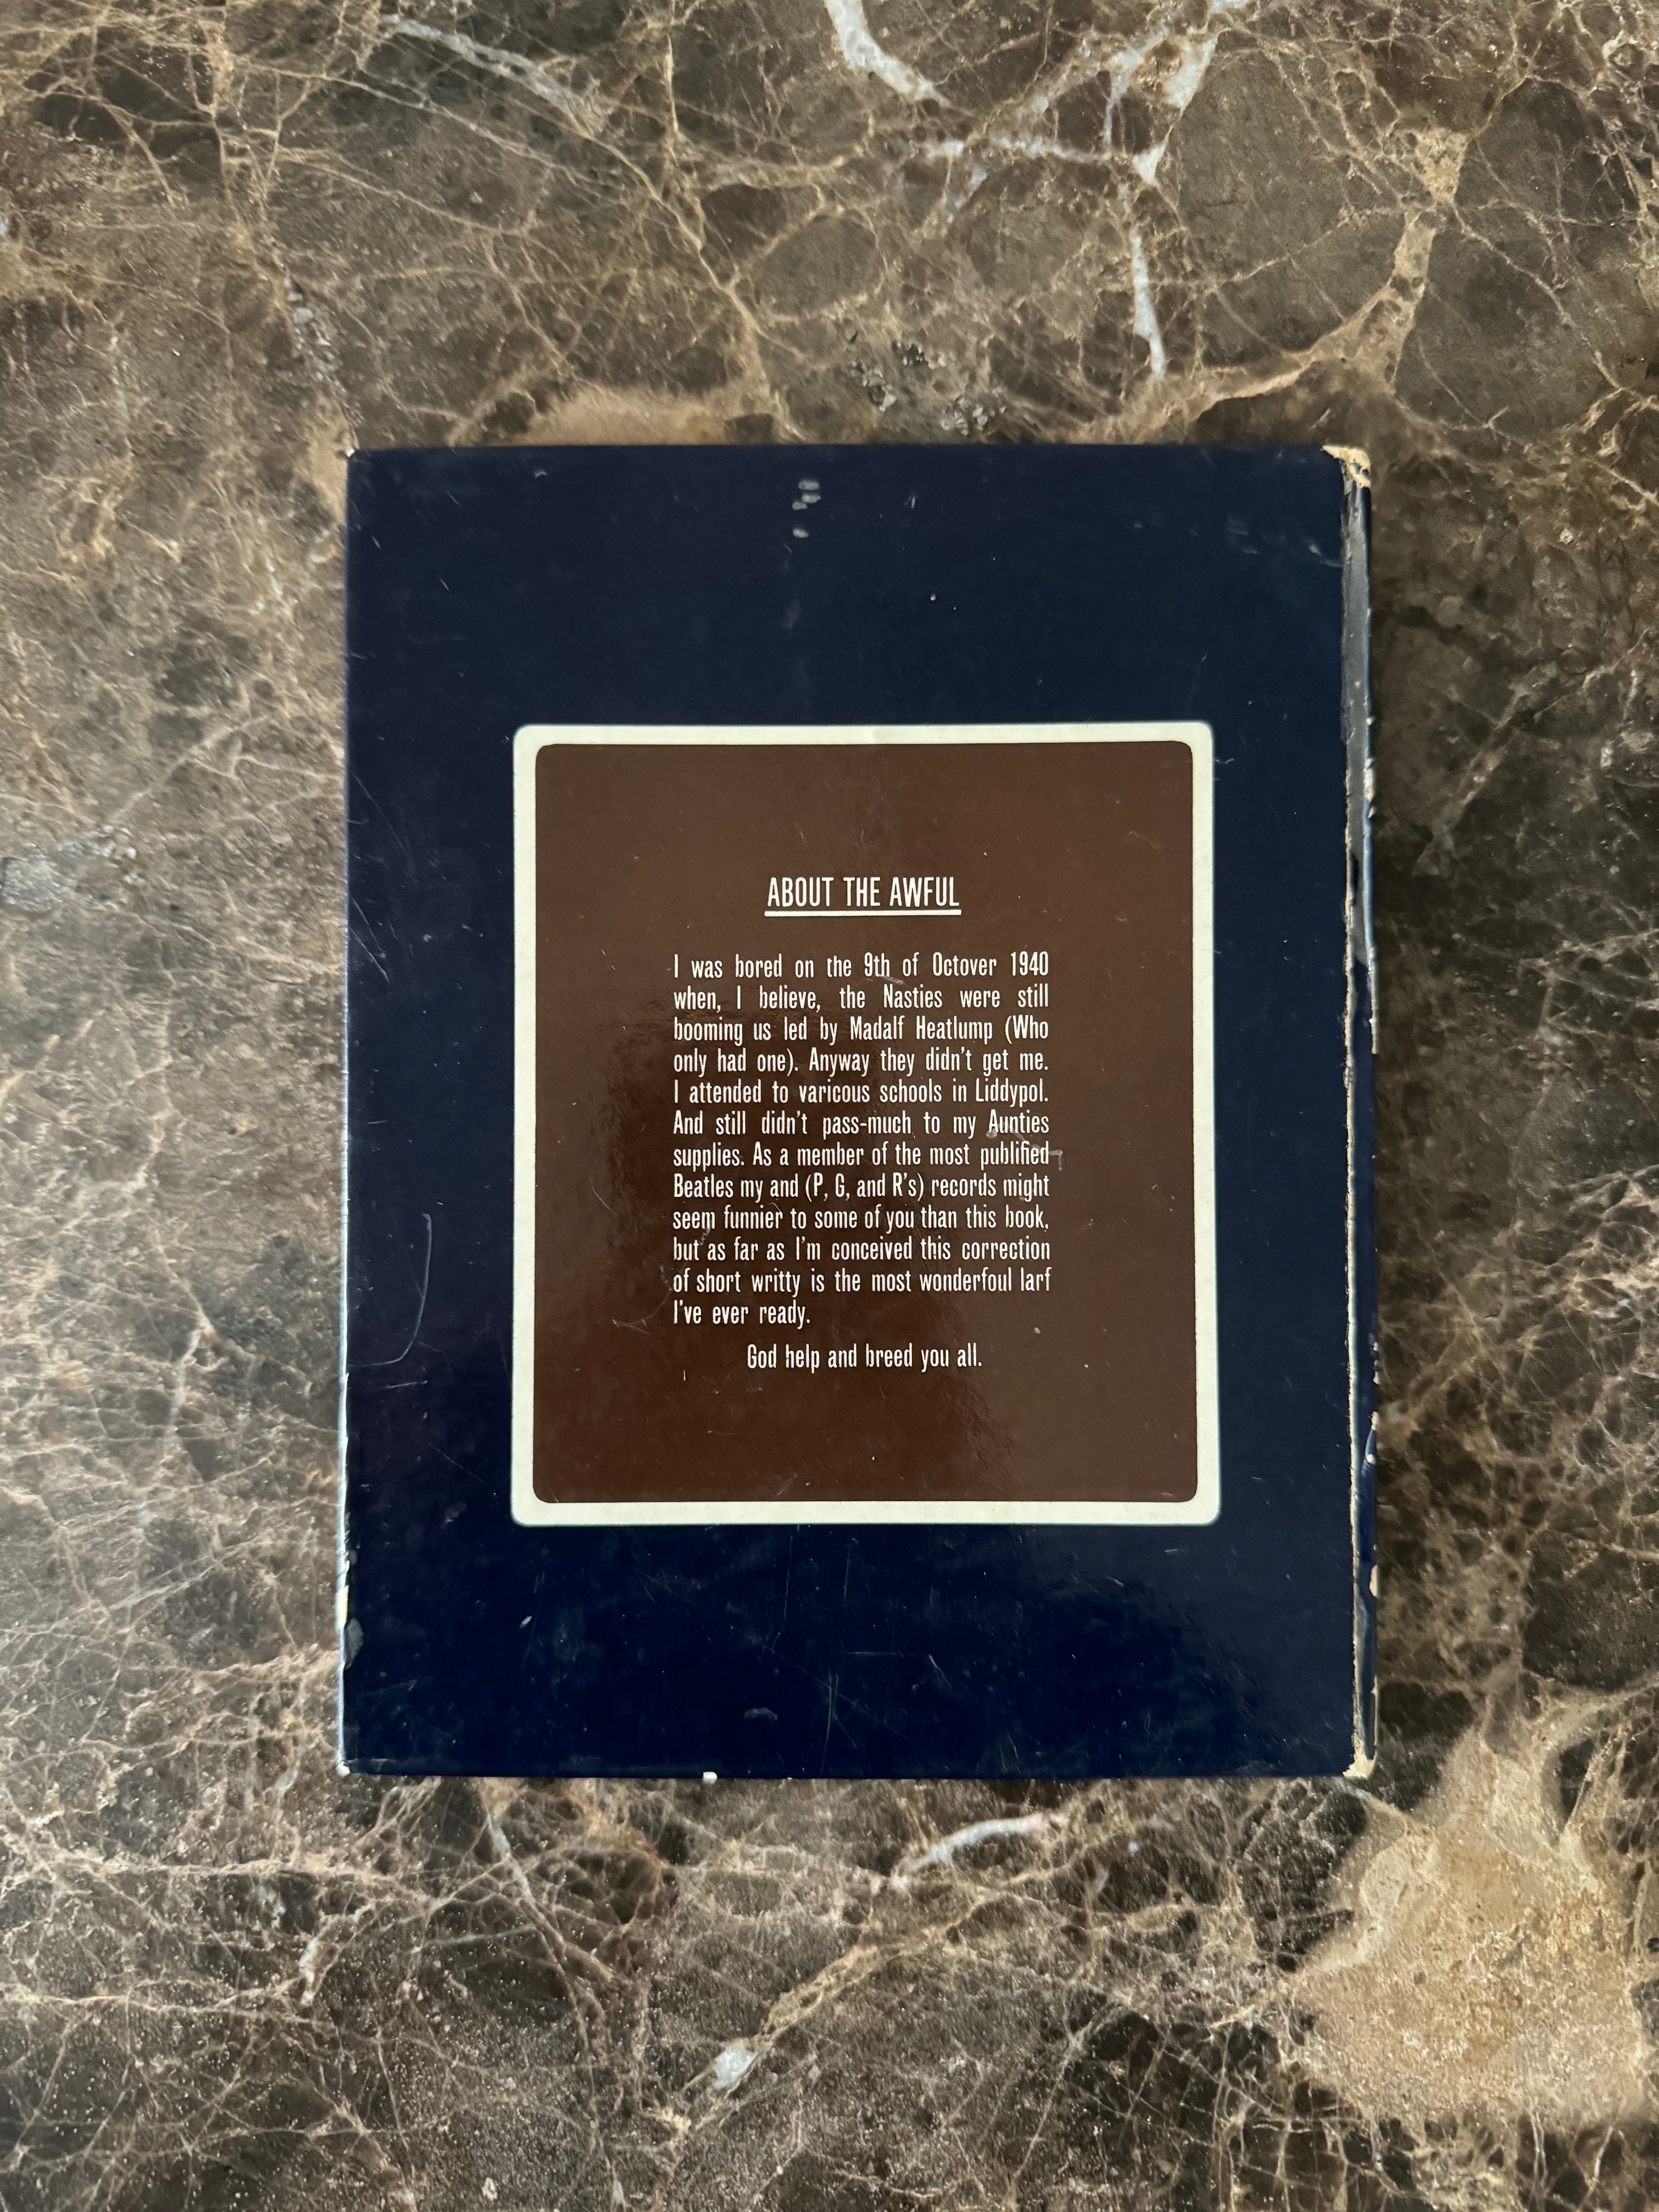 ABOUT THE AWFUL
I was bored on the 9th of Octover 1940
when, I believe, the Nasties were still
booming us led by Madalf Heatlump (Who
only had one). Anyway they didn't get me.
I attended to varicous schools in Liddypol.
And still didn't pass-much to my Aunties
supplies. As a member of the most publified
Beatles my and (P, G, and R's) records might
seem funnier to some of you than this book,
but as far as I'm conceived this correction
of short writty is the most wonderfoul larf
I've ever ready.
God help and breed you all.